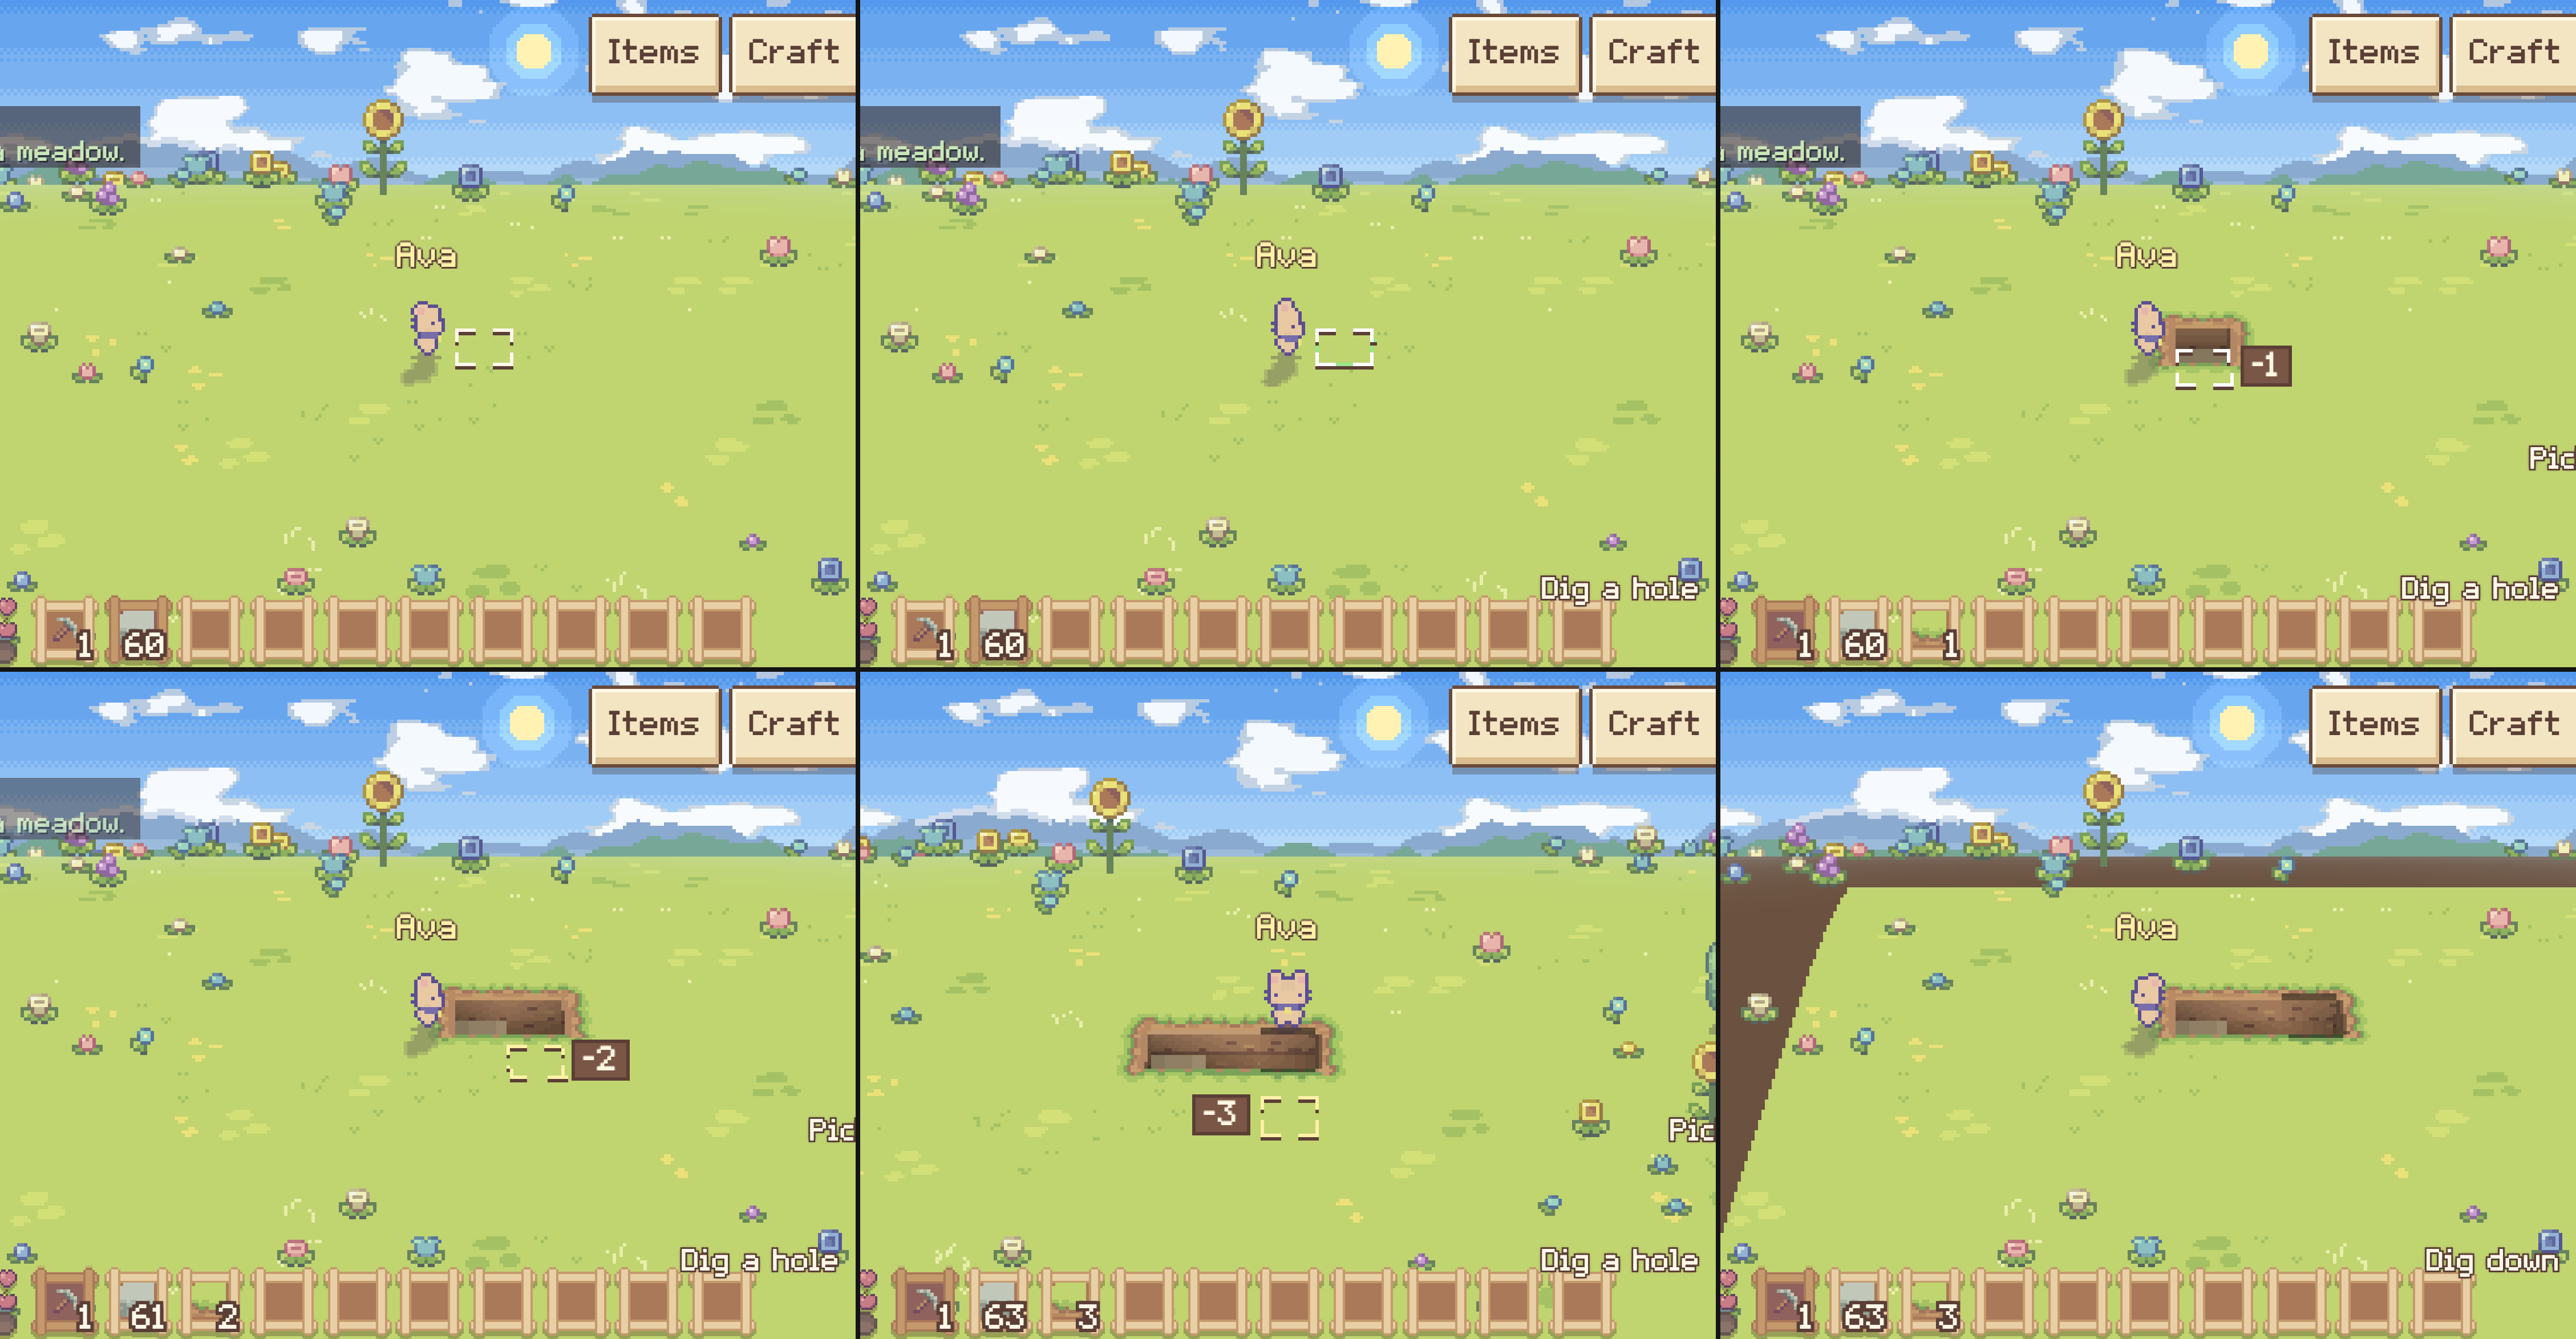 Items Craft
meadow.
Ava
1 60
Items Craft
meadow.
Ava
Dig a hole
1 60
Items Craft
meadow.
Ava
-1
Pic
Dig a hole
1 60 1
Items Craft
meadow.
Ava
-2
Pic
Dig a hole
1 61 2
Items Craft
Ava
-3
Pic
Dig a hole
1 63 3
Items Craft
Ava
Dig down
1 63 3